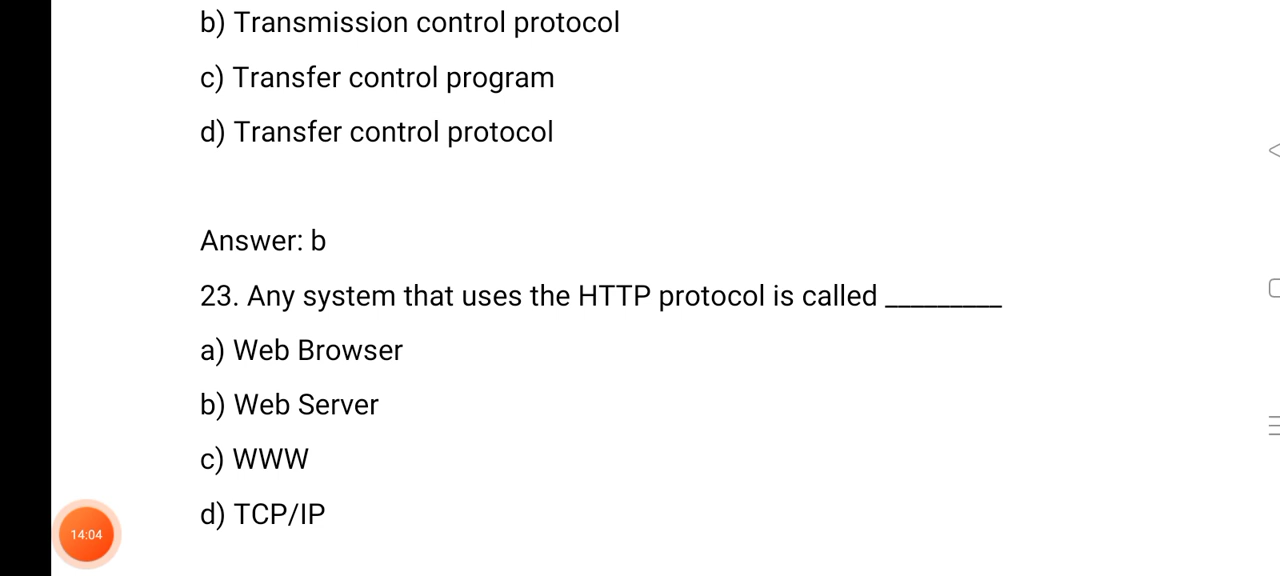 b) Transmission control protocol
c) Transfer control program
d) Transfer control protocol
Answer: b
23. Any system that uses the HTTP protocol is called _________
a) Web Browser
b) Web Server
c) WWW
d) TCP/IP
14:04